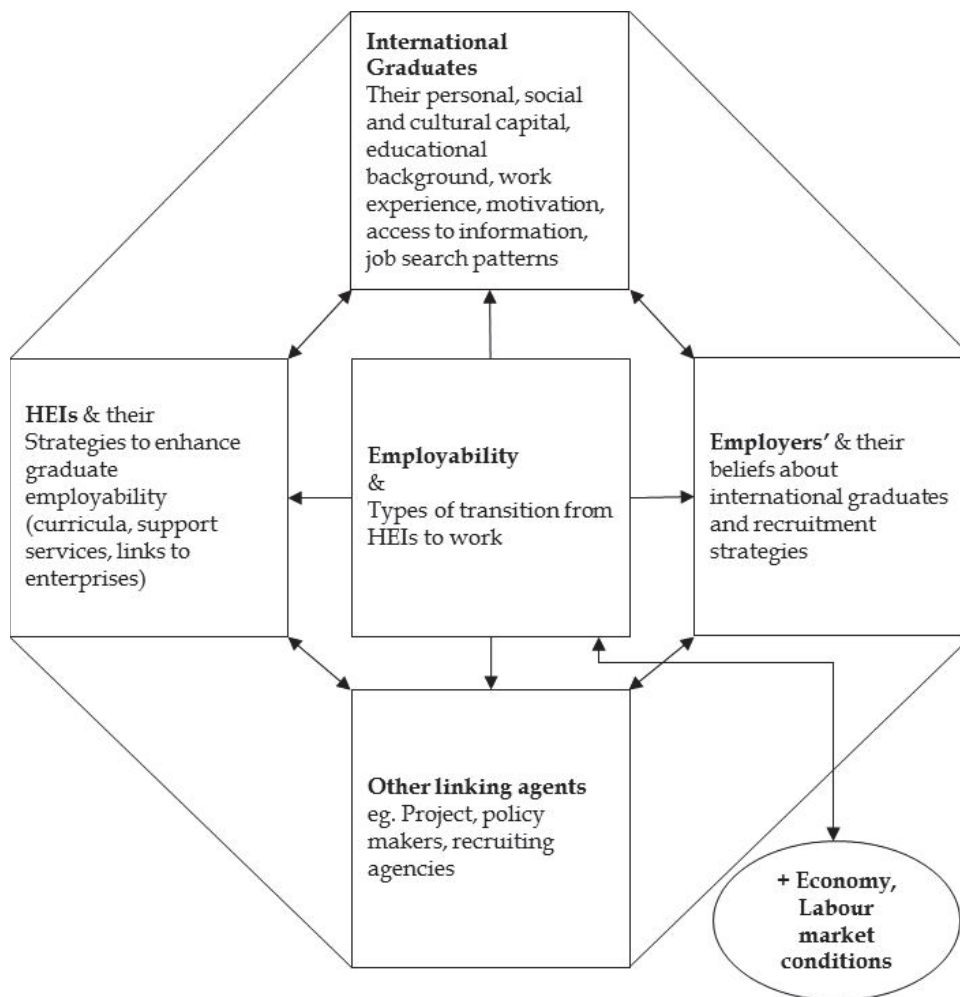 International
Graduates
Their personal, social
and cultural capital,
educational
background, work
experience, motivation,
access to information,
job search patterns
HEIs & their
Strategies to enhance
graduate
employability
(curricula, support
services, links to
enterprises)
Employability
&
Types of transition from
HEIs to work
Employers’ & their
beliefs about
international graduates
and recruitment
strategies
Other linking agents
eg. Project, policy
makers, recruiting
agencies
+ Economy,
Labour
market
conditions